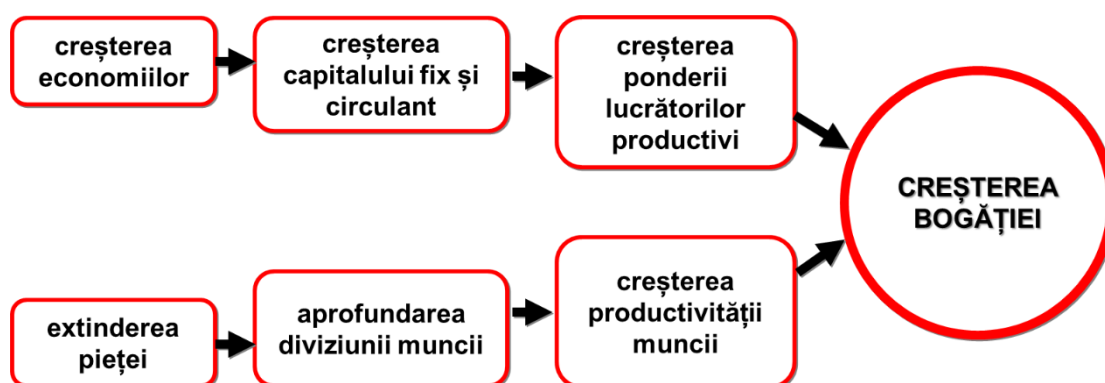 creșterea
economiilor
creșterea
capitalului fix și
circulant
creșterea
ponderii
lucrătorilor
productivi
CREȘTEREA
BOGĂȚIEI
extinderea
pieței
aprofundarea
diviziunii muncii
creșterea
productivității
muncii